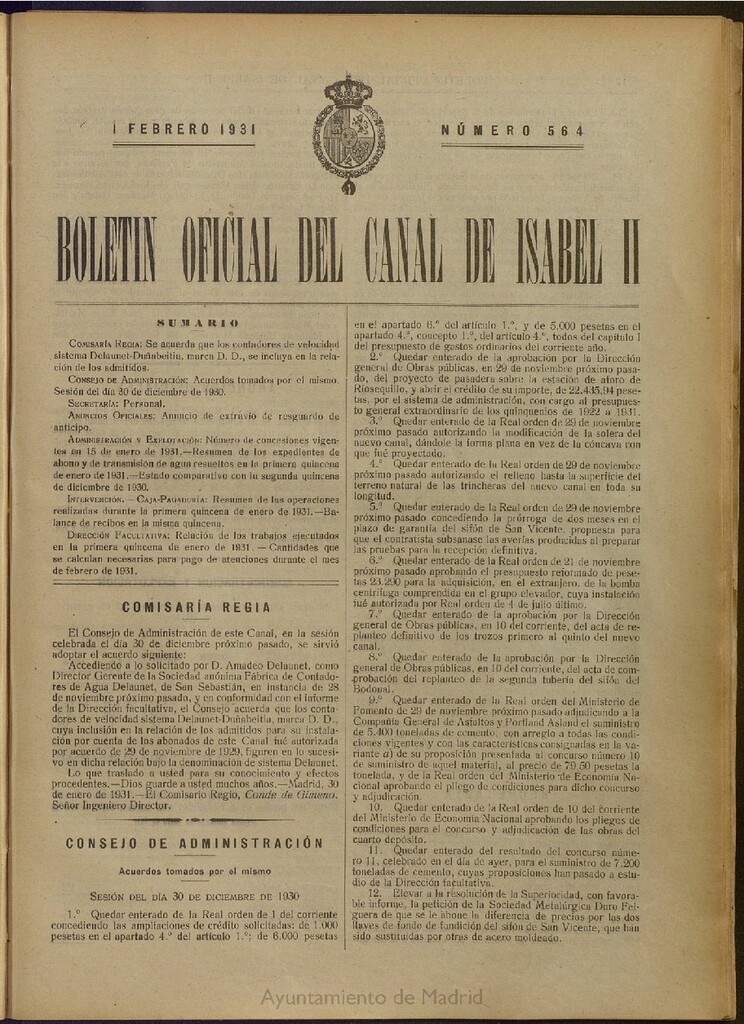 1 FEBRERO 1931
NÚMERO 564
BOLETIN OFICIAL DEL CANAL DE ISABEL II
SUMARIO
COMISARÍA REGIA: Se acuerda que los contadores de velocidad
sistema Delaunet-Duñabeitia, marca D. D., se incluya en la rela-
ción de los admitidos.
CONSEJO DE ADMINISTRACIÓN: Acuerdos tomados por el mismo.
Sesión del día 30 de diciembre de 1930.
SECRETARÍA: Personal.
ANUNCIOS OFICIALES: Anuncio de extravío de resguardo de
anticipo.
ADMINISTRACIÓN Y EXPLOTACIÓN: Número de concesiones vigen-
tes en 15 de enero de 1931.—Resumen de los expedientes de
abono y de transmisión de agua resueltos en la primera quincena
de enero de 1931.—Estado comparativo con la segunda quincena
de diciembre de 1930.
INTERVENCIÓN. — CAJA-PAGADURÍA: Resumen de las operaciones
realizadas durante la primera quincena de enero de 1931.—Ba-
lance de recibos en la misma quincena.
DIRECCIÓN FACULTATIVA: Relación de los trabajos ejecutados
en la primera quincena de enero de 1931. — Cantidades que
se calculan necesarias para pago de atenciones durante el mes
de febrero de 1931.
COMISARÍA REGIA
El Consejo de Administración de este Canal, en la sesión
celebrada el día 30 de diciembre próximo pasado, se sirvió
adoptar el acuerdo siguiente:
Accediendo a lo solicitado por D. Amadeo Delaunet, como
Director Gerente de la Sociedad anónima Fábrica de Contado-
res de Agua Delaunet, de San Sebastián, en instancia de 28
de noviembre próximo pasado, y en conformidad con el informe
de la Dirección facultativa, el Consejo acuerda que los conta-
dores de velocidad sistema Delaunet-Duñabeitia, marca D. D.,
cuya inclusión en la relación de los admitidos para su instala-
ción por cuenta de los abonados de este Canal fué autorizada
por acuerdo de 29 de noviembre de 1929, figuren en lo sucesi-
vo en dicha relación bajo la denominación de sistema Delaunet.
Lo que traslado a usted para su conocimiento y efectos
procedentes.—Dios guarde a usted muchos años.—Madrid, 30
de enero de 1931.—El Comisario Regio, Conde de Gimeno.
Señor Ingeniero Director.
CONSEJO DE ADMINISTRACIÓN
Acuerdos tomados por el mismo
SESIÓN DEL DÍA 30 DE DICIEMBRE DE 1930
1.º Quedar enterado de la Real orden de 1 del corriente
concediendo las ampliaciones de crédito solicitadas: de 1.000
pesetas en el apartado 4.º del artículo 1.º; de 6.000 pesetas
en el apartado 6.º del artículo 1.º, y de 5.000 pesetas en el
apartado 4.º, concepto 1.º, del artículo 4.º, todos del capítulo I
del presupuesto de gastos ordinarios del corriente año.
2.º Quedar enterado de la aprobación por la Dirección
general de Obras públicas, en 29 de noviembre próximo pasa-
do, del proyecto de pasadera sobre la estación de aforo de
Rosequillo, y abrir el crédito de su importe, de 22.435,94 pese-
tas, por el sistema de administración, con cargo al presupues-
to general extraordinario de los quinquenios de 1922 a 1931.
3.º Quedar enterado de la Real orden de 29 de noviembre
próximo pasado autorizando la modificación de la solera del
nuevo canal, dándole la forma plana en vez de la cóncava con
que fué proyectado.
4.º Quedar enterado de la Real orden de 29 de noviembre
próximo pasado autorizando el relleno hasta la superficie del
terreno natural de las trincheras del nuevo canal en toda su
longitud.
5.º Quedar enterado de la Real orden de 29 de noviembre
próximo pasado concediendo la prórroga de dos meses en el
plazo de garantía del sifón de San Vicente, propuesta para
que el contratista subsanase las averías producidas al preparar
las pruebas para la recepción definitiva.
6.º Quedar enterado de la Real orden de 21 de noviembre
próximo pasado aprobando el presupuesto reformado de pese-
tas 23.290 para la adquisición, en el extranjero, de la bomba
centrífuga comprendida en el grupo elevador, cuya instalación
fué autorizada por Real orden de 4 de julio último.
7.º Quedar enterado de la aprobación por la Dirección
general de Obras públicas, en 10 del corriente, del acta de re-
planteo definitivo de los trozos primero al quinto del nuevo
canal.
8.º Quedar enterado de la aprobación por la Dirección
general de Obras públicas, en 10 del corriente, del acta de com-
probación del replanteo de la segunda tubería del sifón del
Bodonal.
9.º Quedar enterado de la Real orden del Ministerio de
Fomento de 29 de noviembre próximo pasado adjudicando a la
Compañía General de Asfaltos y Portland Asland el suministro
de 5.400 toneladas de cemento, con arreglo a todas las condi-
ciones vigentes y con las características consignadas en la va-
riante a) de su proposición presentada al concurso número 10
de suministro de aquel material, al precio de 79,50 pesetas la
tonelada, y de la Real orden del Ministerio de Economía Na-
cional aprobando el pliego de condiciones para dicho concurso
y adjudicación.
10. Quedar enterado de la Real orden de 10 del corriente
del Ministerio de Economía Nacional aprobando los pliegos de
condiciones para el concurso y adjudicación de las obras del
cuarto depósito.
11. Quedar enterado del resultado del concurso núme-
ro 11, celebrado en el día de ayer, para el suministro de 7.200
toneladas de cemento, cuyas proposiciones han pasado a estu-
dio de la Dirección facultativa.
12. Elevar a la resolución de la Superioridad, con favora-
ble informe, la petición de la Sociedad Metalúrgica Duro Fel-
guera de que se le abone la diferencia de precios por las dos
llaves de fondo de fundición del sifón de San Vicente, que han
sido sustituidas por otras de acero moldeado.
Ayuntamiento de Madrid